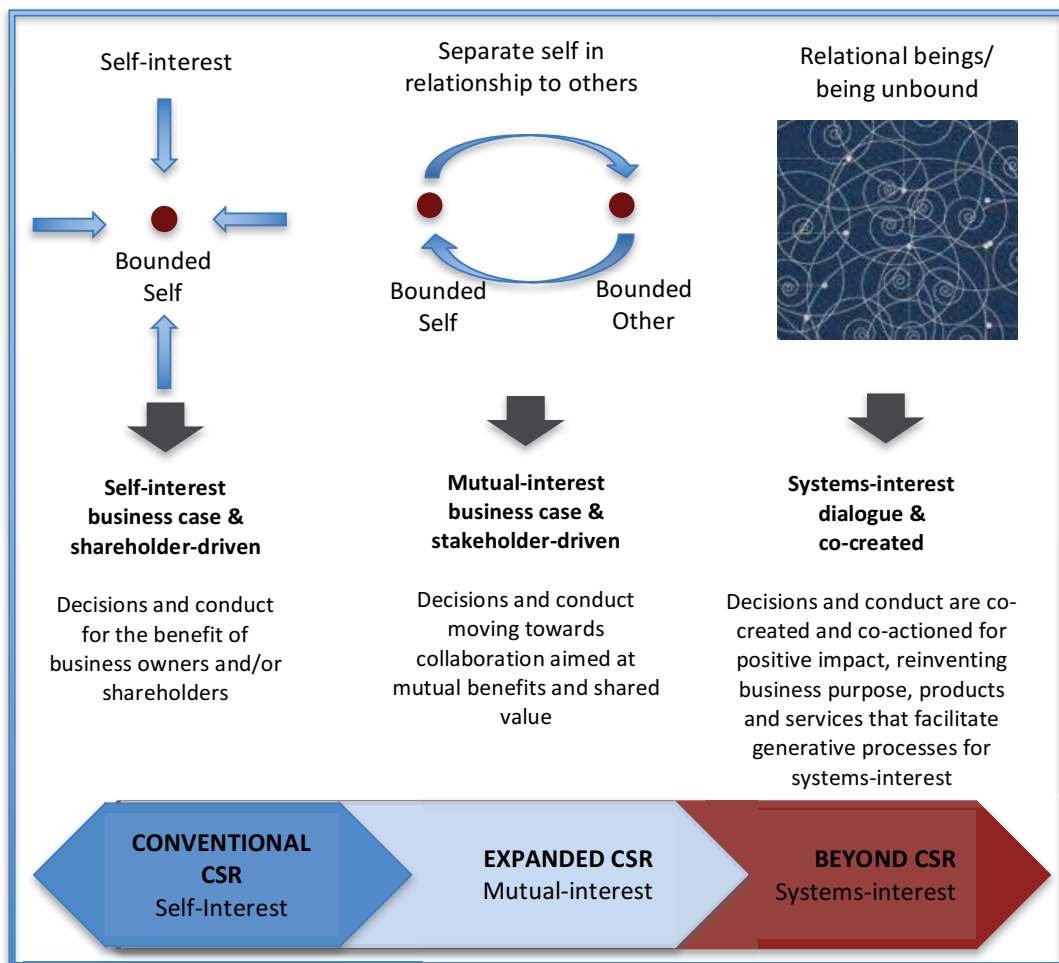 Self-interest
Bounded
Self
Separate self in
relationship to others
Bounded
Self
Bounded
Other
Relational beings/
being unbound
Self-interest
business case &
shareholder-driven
Decisions and conduct
for the benefit of
business owners and/or
shareholders
Mutual-interest
business case &
stakeholder-driven
Decisions and conduct
moving towards
collaboration aimed at
mutual benefits and shared
value
Systems-interest
dialogue &
co-created
Decisions and conduct are co-
created and co-actioned for
positive impact, reinventing
business purpose, products
and services that facilitate
generative processes for
systems-interest
CONVENTIONAL
CSR
Self-Interest
EXPANDED CSR
Mutual-interest
BEYOND CSR
Systems-interest